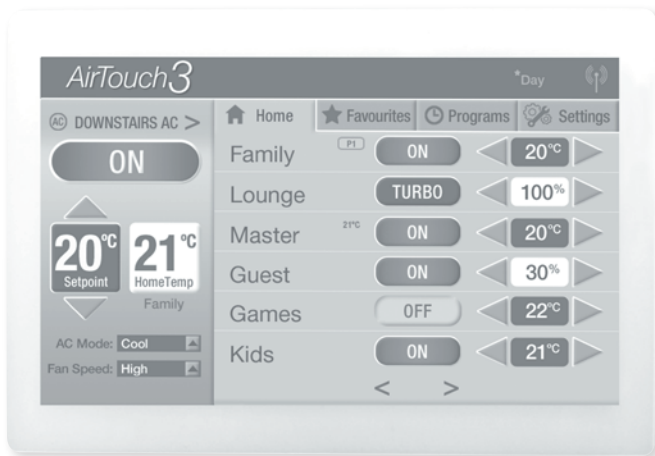 AirTouch3
*Day
AC DOWNSTAIRS AC >
ON
20°C
Setpoint
21°C
HomeTemp
Family
AC Mode: Cool
Fan Speed: High
Home Favourites Programs Settings
Family P1 ON 20°C
Lounge TURBO 100%
Master 21°C ON 20°C
Guest ON 30%
Games OFF 22°C
Kids ON 21°C
< >